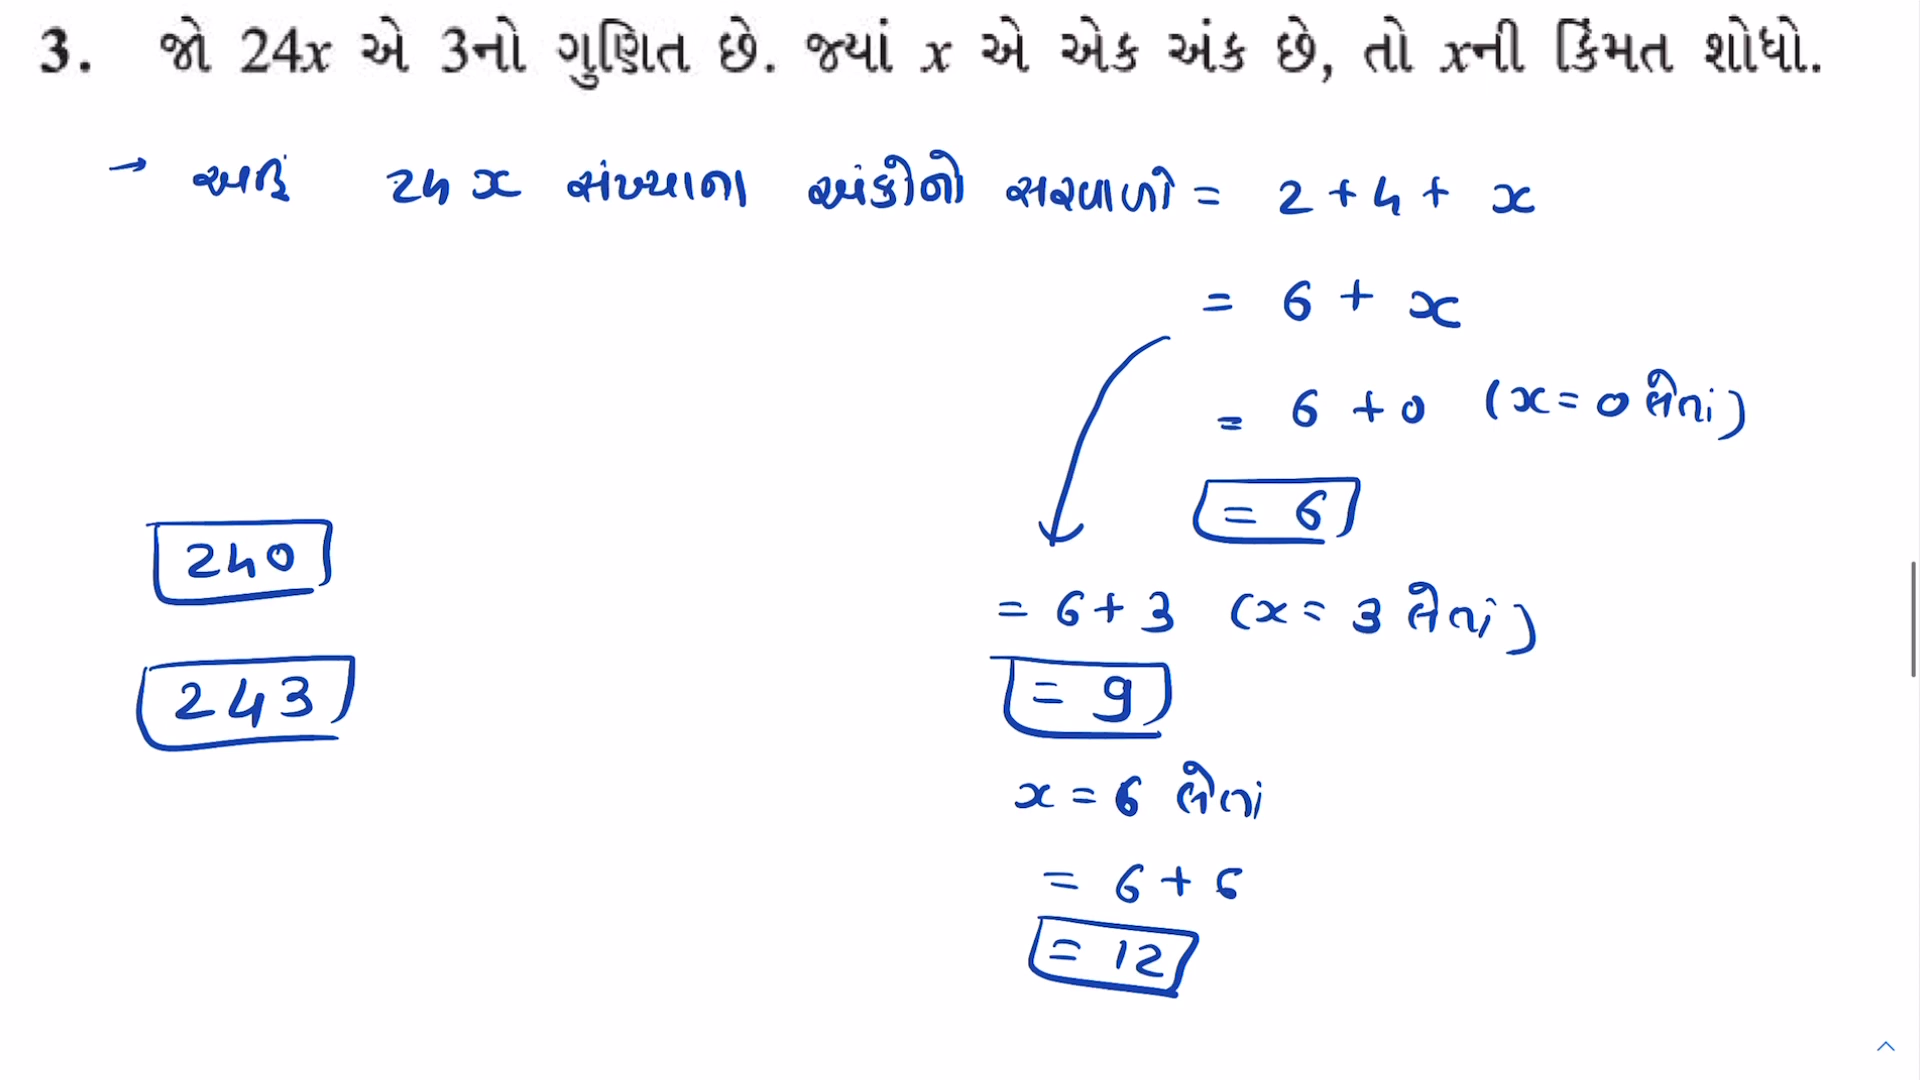 3. જો 24x એ 3નો ગુણિત છે. જ્યાં x એ એક અંક છે, તો xની કિંમત શોધો.
→ અહીં 24x સંખ્યાના અંકોનો સરવાળો = 2 + 4 + x
= 6 + x
= 6 + 0 (x = 0 લેતાં)
= 6
240
= 6 + 3 (x = 3 લેતાં)
243
= 9
x = 6 લેતાં
= 6 + 6
= 12